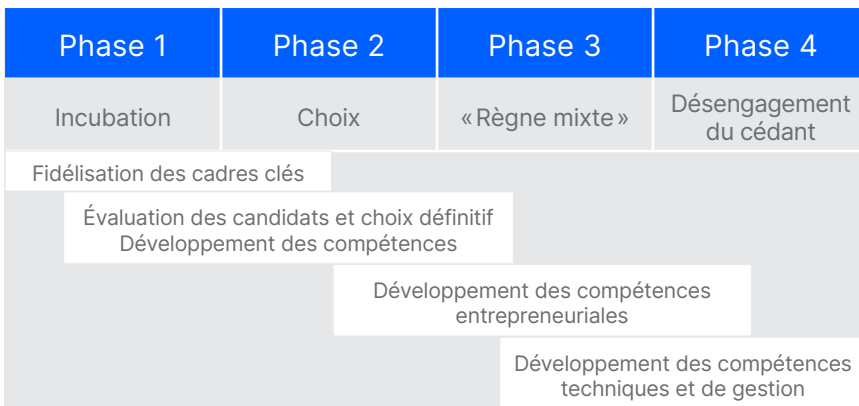 Phase 1
Phase 2
Phase 3
Phase 4
Incubation
Choix
«Règne mixte»
Désengagement
du cédant
Fidélisation des cadres clés
Évaluation des candidats et choix définitif
Développement des compétences
Développement des compétences
entrepreneuriales
Développement des compétences
techniques et de gestion